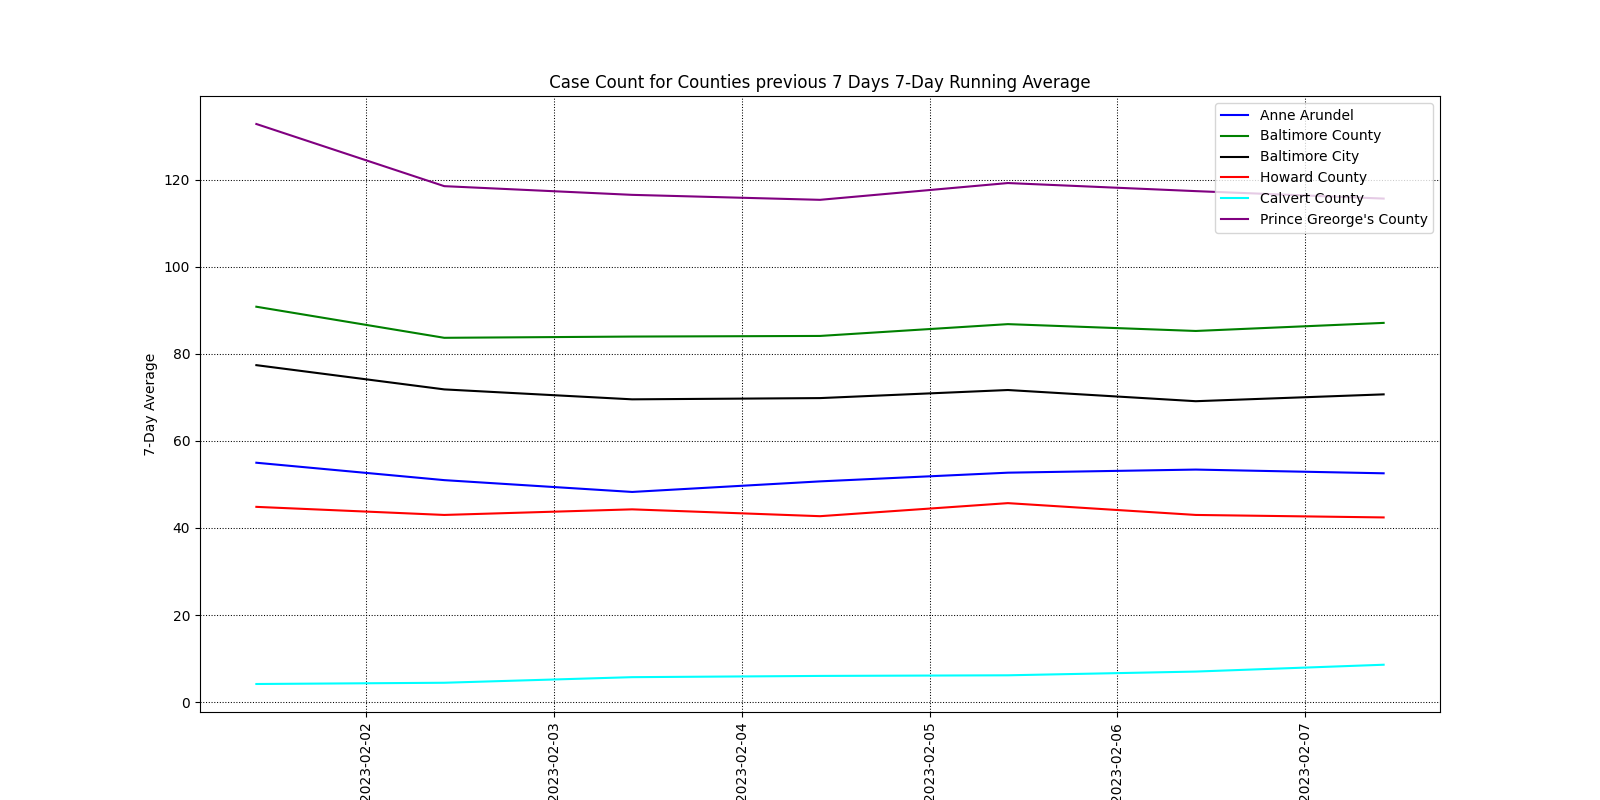 Case Count for Counties previous 7 Days 7-Day Running Average
Anne Arundel
Baltimore County
Baltimore City
Howard County
Calvert County
Prince Greorge's County
7-Day Average
120
100
80
60
40
20
0
2023-02-02
2023-02-03
2023-02-04
2023-02-05
2023-02-06
2023-02-07